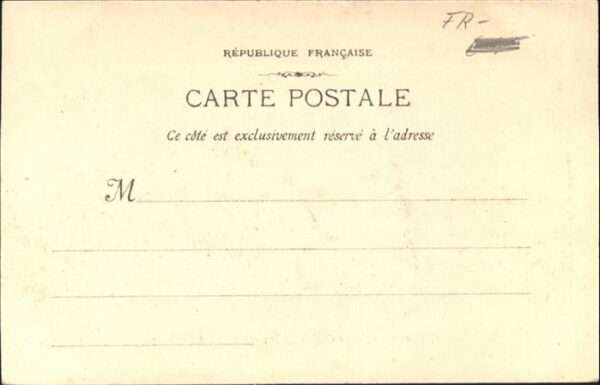 FR-
RÉPUBLIQUE FRANÇAISE
CARTE POSTALE
Ce côté est exclusivement réservé à l'adresse
M